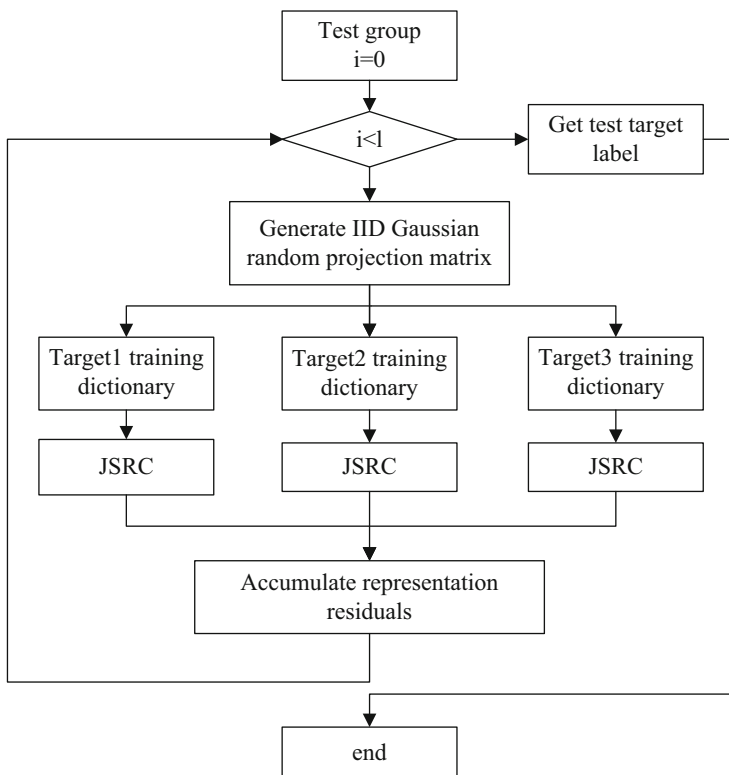 Test group
i=0
i<l
Get test target
label
Generate IID Gaussian
random projection matrix
Target1 training
dictionary
Target2 training
dictionary
Target3 training
dictionary
JSRC
JSRC
JSRC
Accumulate representation
residuals
end